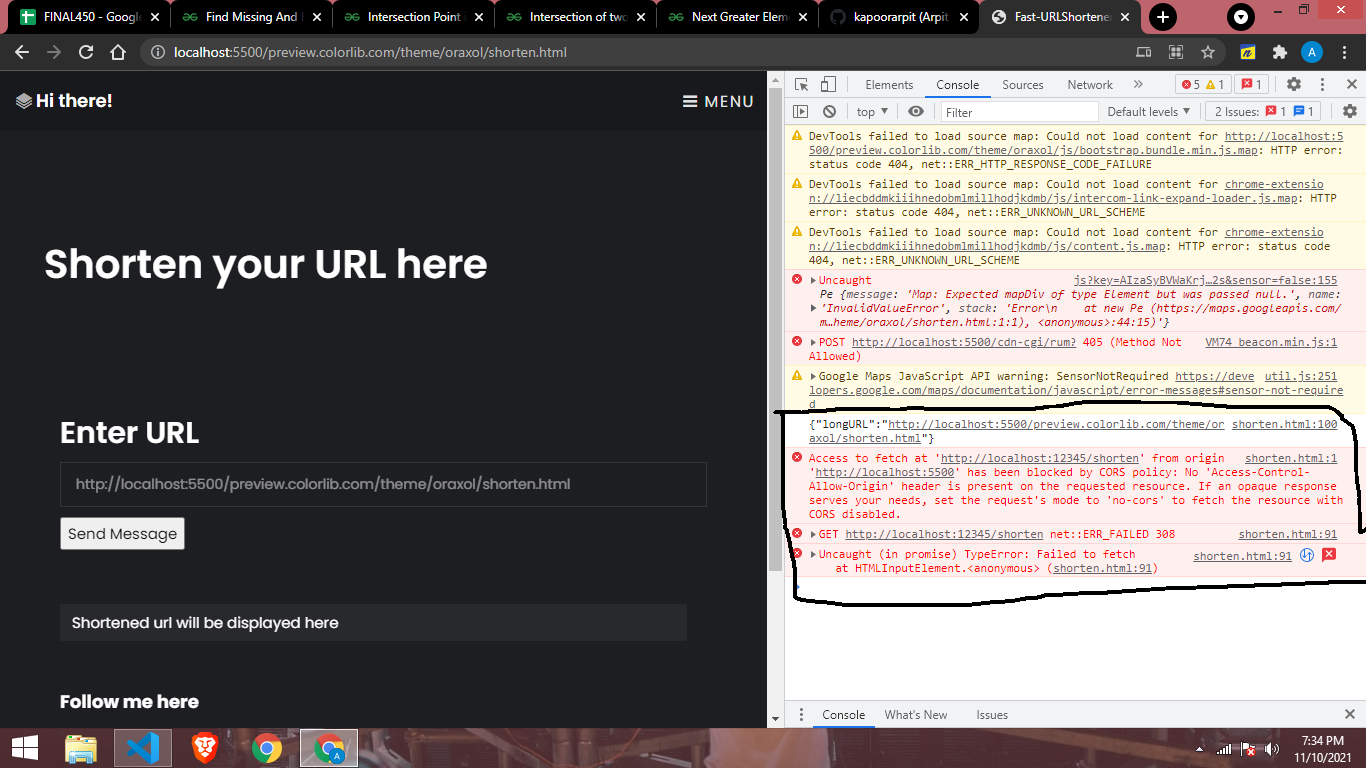 FINAL450 - Google
Find Missing And
Intersection Point i
Intersection of two
Next Greater Eleme
kapoorarpit (Arpit
Fast-URLShortene
localhost:5500/preview.colorlib.com/theme/oraxol/shorten.html
A
Hi there!
MENU
Shorten your URL here
Enter URL
http://localhost:5500/preview.colorlib.com/theme/oraxol/shorten.html
Send Message
Shortened url will be displayed here
Follow me here
Elements Console Sources Network » 5 1 1
top ▼ Filter Default levels ▼ 2 Issues: 1 1
DevTools failed to load source map: Could not load content for http://localhost:5
500/preview.colorlib.com/theme/oraxol/js/bootstrap.bundle.min.js.map: HTTP error:
status code 404, net::ERR_HTTP_RESPONSE_CODE_FAILURE
DevTools failed to load source map: Could not load content for chrome-extensio
n://liecbddmkiiihnedobmlmillhodjkdmb/js/intercom-link-expand-loader.js.map: HTTP
error: status code 404, net::ERR_UNKNOWN_URL_SCHEME
DevTools failed to load source map: Could not load content for chrome-extensio
n://liecbddmkiiihnedobmlmillhodjkdmb/js/content.js.map: HTTP error: status code
404, net::ERR_UNKNOWN_URL_SCHEME
Uncaught js?key=AIzaSyBVWaKrj…2s&sensor=false:155
Pe {message: 'Map: Expected mapDiv of type Element but was passed null.', name:
'InvalidValueError', stack: 'Error\n    at new Pe (https://maps.googleapis.com/
m…heme/oraxol/shorten.html:1:1), <anonymous>:44:15)'}
POST http://localhost:5500/cdn-cgi/rum? 405 (Method Not VM74 beacon.min.js:1
Allowed)
Google Maps JavaScript API warning: SensorNotRequired https://deve util.js:251
lopers.google.com/maps/documentation/javascript/error-messages#sensor-not-require
d
{"longURL":"http://localhost:5500/preview.colorlib.com/theme/or shorten.html:100
axol/shorten.html"}
Access to fetch at 'http://localhost:12345/shorten' from origin shorten.html:1
'http://localhost:5500' has been blocked by CORS policy: No 'Access-Control-
Allow-Origin' header is present on the requested resource. If an opaque response
serves your needs, set the request's mode to 'no-cors' to fetch the resource with
CORS disabled.
GET http://localhost:12345/shorten net::ERR_FAILED 308 shorten.html:91
Uncaught (in promise) TypeError: Failed to fetch shorten.html:91
at HTMLInputElement.<anonymous> (shorten.html:91)
Console What's New Issues
A
7:34 PM
11/10/2021